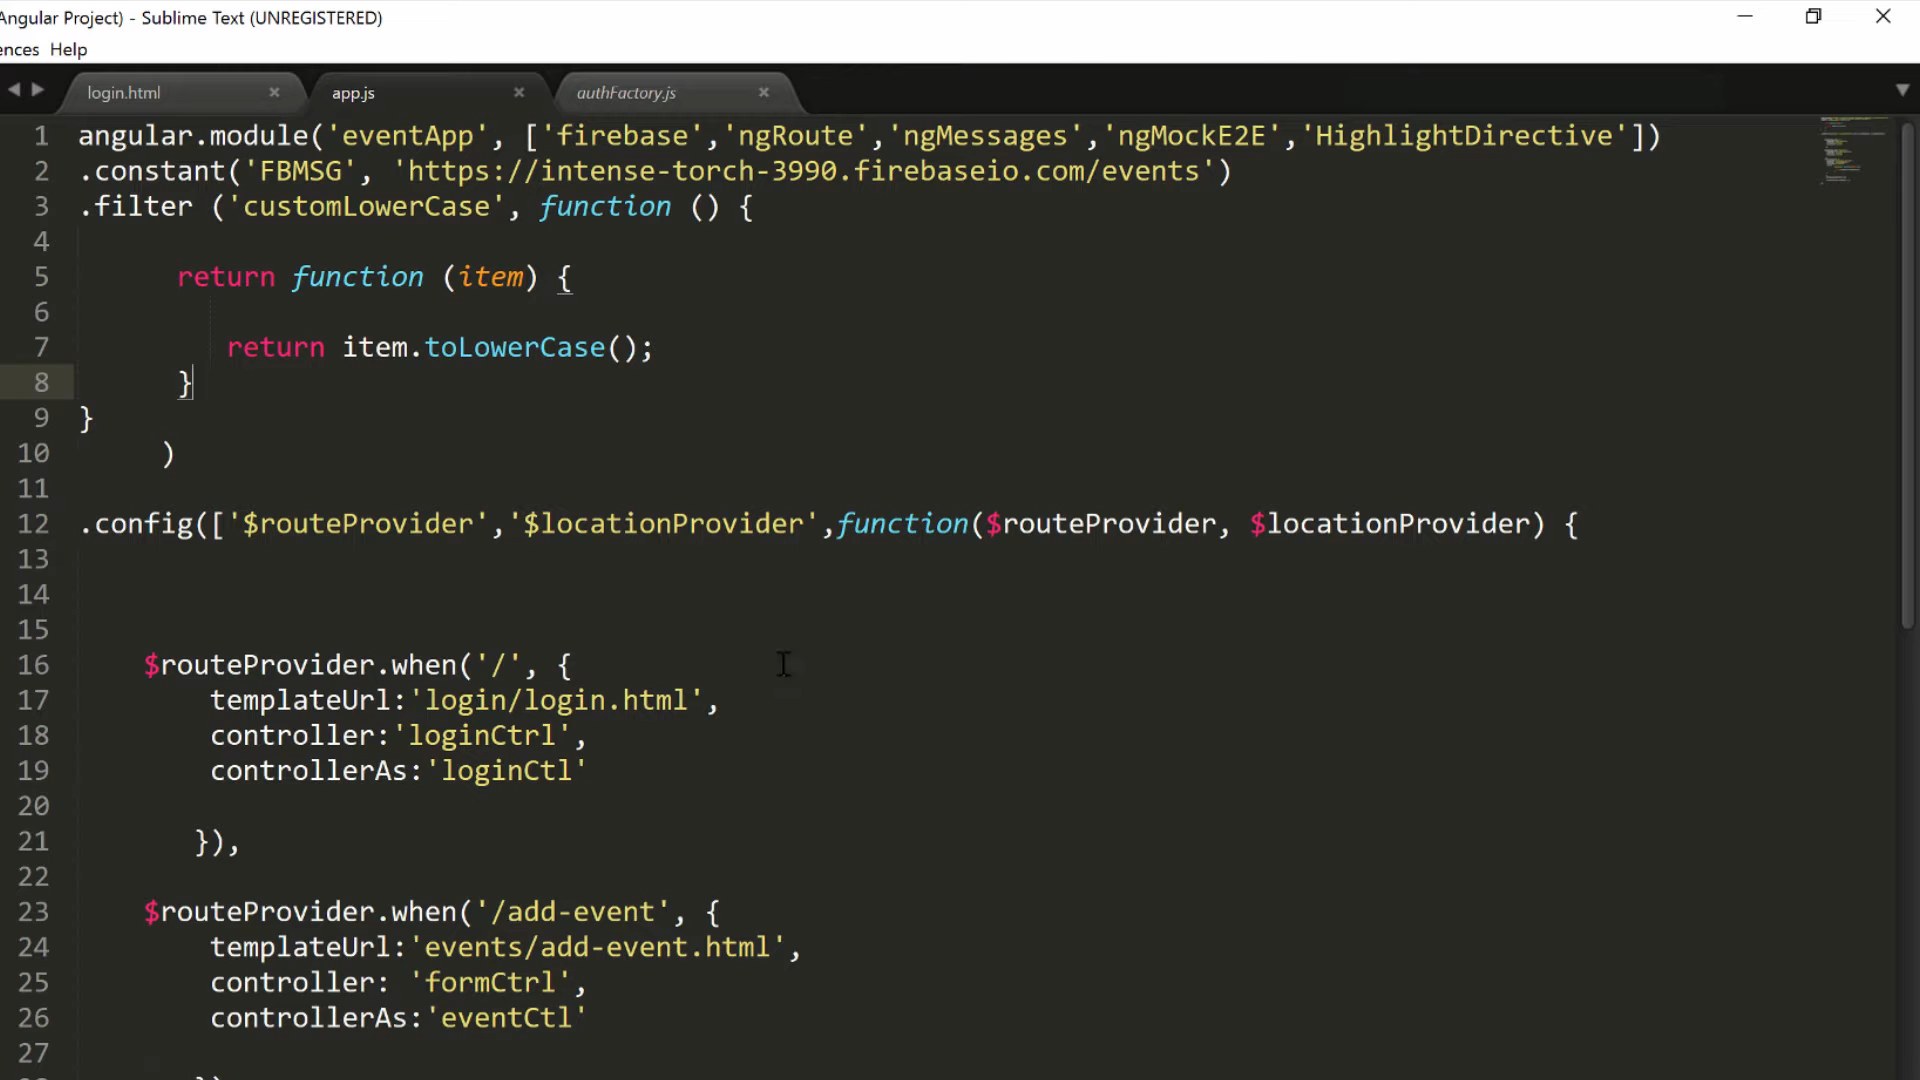 Angular Project) - Sublime Text (UNREGISTERED)
ences Help
login.html app.js authFactory.js
1 angular.module('eventApp', ['firebase','ngRoute','ngMessages','ngMockE2E','HighlightDirective'])
2 .constant('FBMSG', 'https://intense-torch-3990.firebaseio.com/events')
3 .filter ('customLowerCase', function () {
4
5 return function (item) {
6
7 return item.toLowerCase();
8 }
9 }
10 )
11
12 .config(['$routeProvider','$locationProvider',function($routeProvider, $locationProvider) {
13
14
15
16 $routeProvider.when('/', {
17 templateUrl:'login/login.html',
18 controller:'loginCtrl',
19 controllerAs:'loginCtl'
20
21 }),
22
23 $routeProvider.when('/add-event', {
24 templateUrl:'events/add-event.html',
25 controller: 'formCtrl',
26 controllerAs:'eventCtl'
27